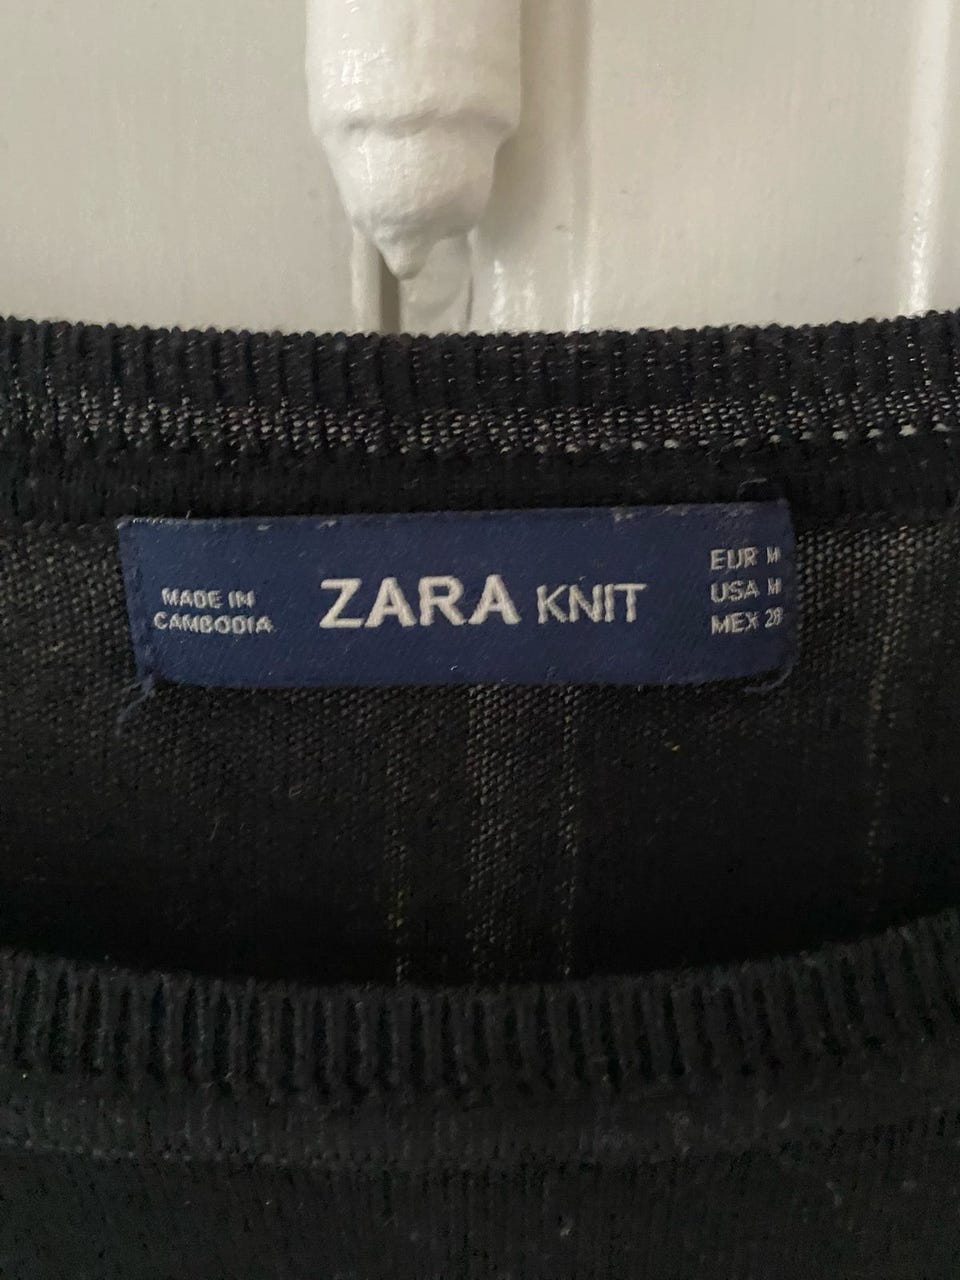 MADE IN
CAMBODIA
ZARA KNIT
EUR M
USA M
MEX 28